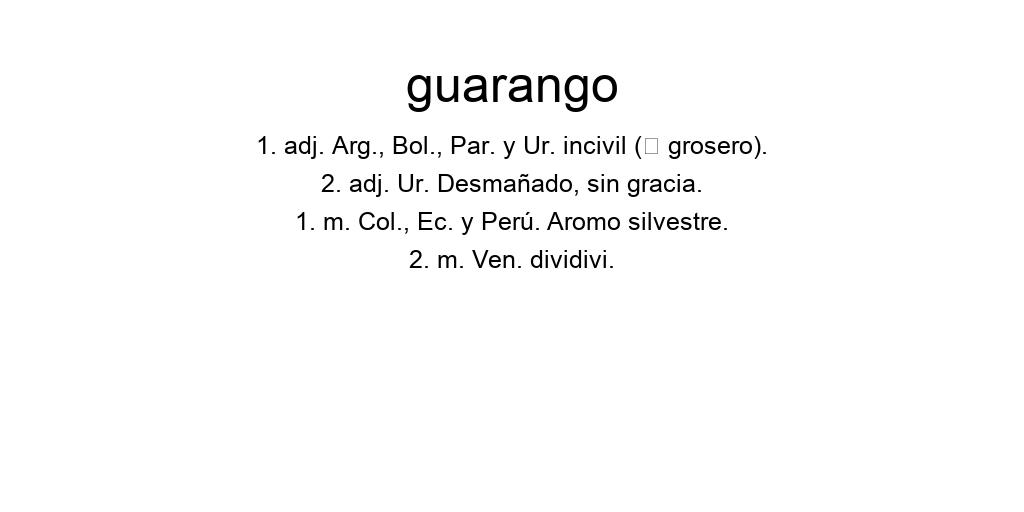 guarango
1. adj. Arg., Bol., Par. y Ur. incivil (▯ grosero).
2. adj. Ur. Desmañado, sin gracia.
1. m. Col., Ec. y Perú. Aromo silvestre.
2. m. Ven. dividivi.